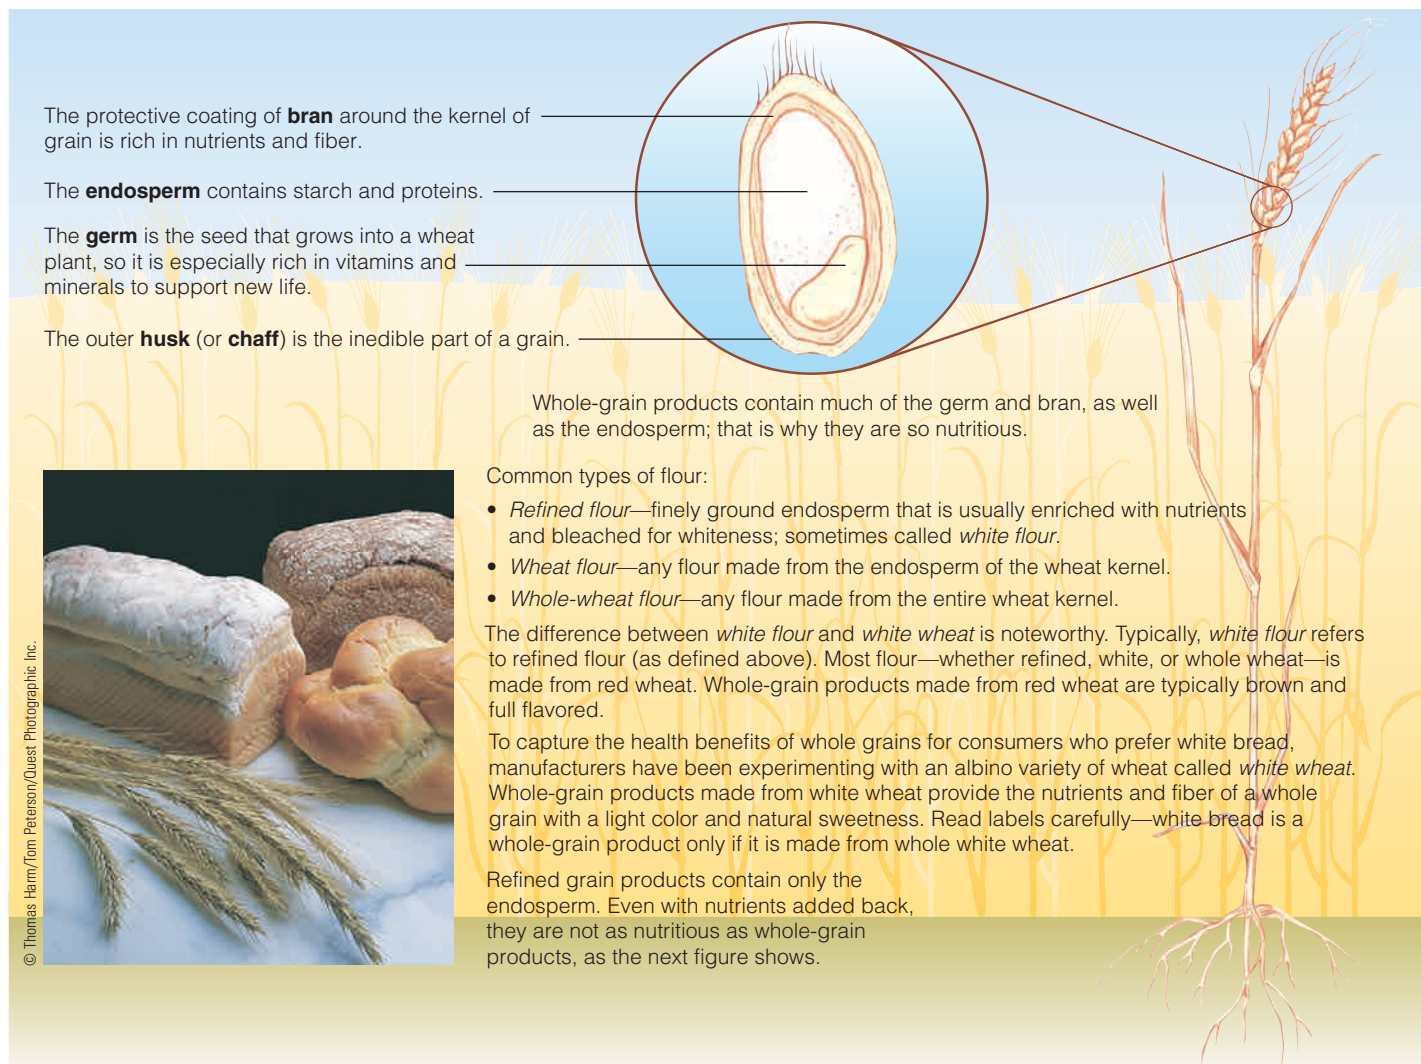 The protective coating of bran around the kernel of
grain is rich in nutrients and fiber.
The endosperm contains starch and proteins.
The germ is the seed that grows into a wheat
plant, so it is especially rich in vitamins and
minerals to support new life.
The outer husk (or chaff) is the inedible part of a grain.
Whole-grain products contain much of the germ and bran, as well
as the endosperm; that is why they are so nutritious.
Common types of flour:
• Refined flour—finely ground endosperm that is usually enriched with nutrients
and bleached for whiteness; sometimes called white flour.
• Wheat flour—any flour made from the endosperm of the wheat kernel.
• Whole-wheat flour—any flour made from the entire wheat kernel.
The difference between white flour and white wheat is noteworthy. Typically, white flour refers
to refined flour (as defined above). Most flour—whether refined, white, or whole wheat—is
made from red wheat. Whole-grain products made from red wheat are typically brown and
full flavored.
To capture the health benefits of whole grains for consumers who prefer white bread,
manufacturers have been experimenting with an albino variety of wheat called white wheat.
Whole-grain products made from white wheat provide the nutrients and fiber of a whole
grain with a light color and natural sweetness. Read labels carefully—white bread is a
whole-grain product only if it is made from whole white wheat.
Refined grain products contain only the
endosperm. Even with nutrients added back,
they are not as nutritious as whole-grain
products, as the next figure shows.
© Thomas Harm/Tom Peterson/Quest Photographic Inc.